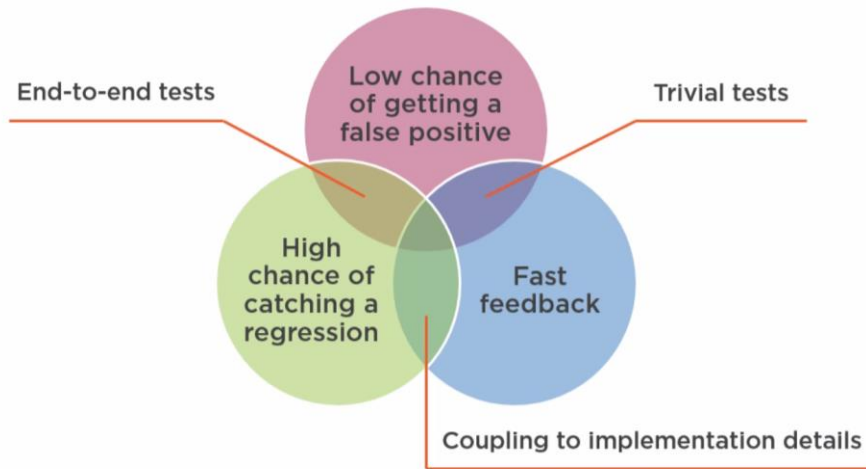 Low chance
of getting a
false positive
End-to-end tests
Trivial tests
High
chance of
catching a
regression
Fast
feedback
Coupling to implementation details